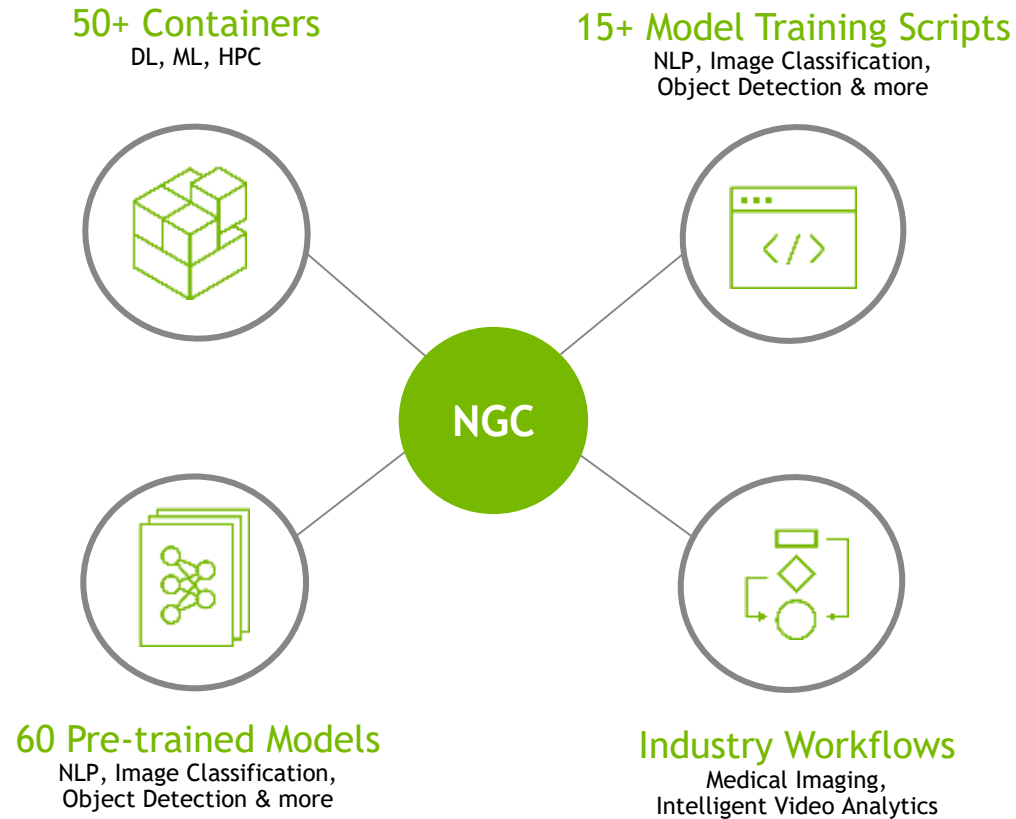 50+ Containers
DL, ML, HPC
15+ Model Training Scripts
NLP, Image Classification,
Object Detection & more
</>
NGC
60 Pre-trained Models
NLP, Image Classification,
Object Detection & more
Industry Workflows
Medical Imaging,
Intelligent Video Analytics